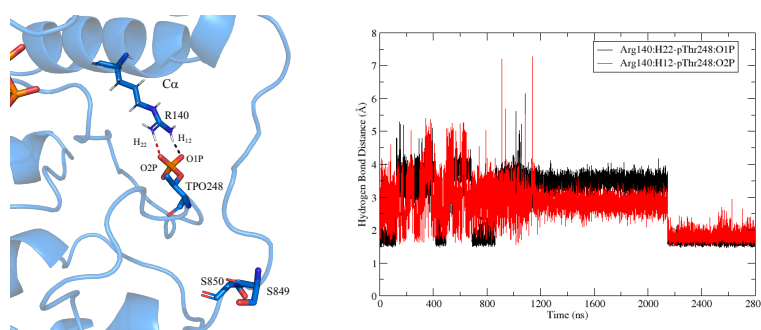 Cα
R140
H22
H12
O1P
O2P
TPO248
S850
S849
Arg140:H22-pThr248:O1P
Arg140:H12-pThr248:O2P
Hydrogen Bond Distance (Å)
8
7
6
5
4
3
2
1
0
0 400 800 1200 1600 2000 2400 280
Time (ns)